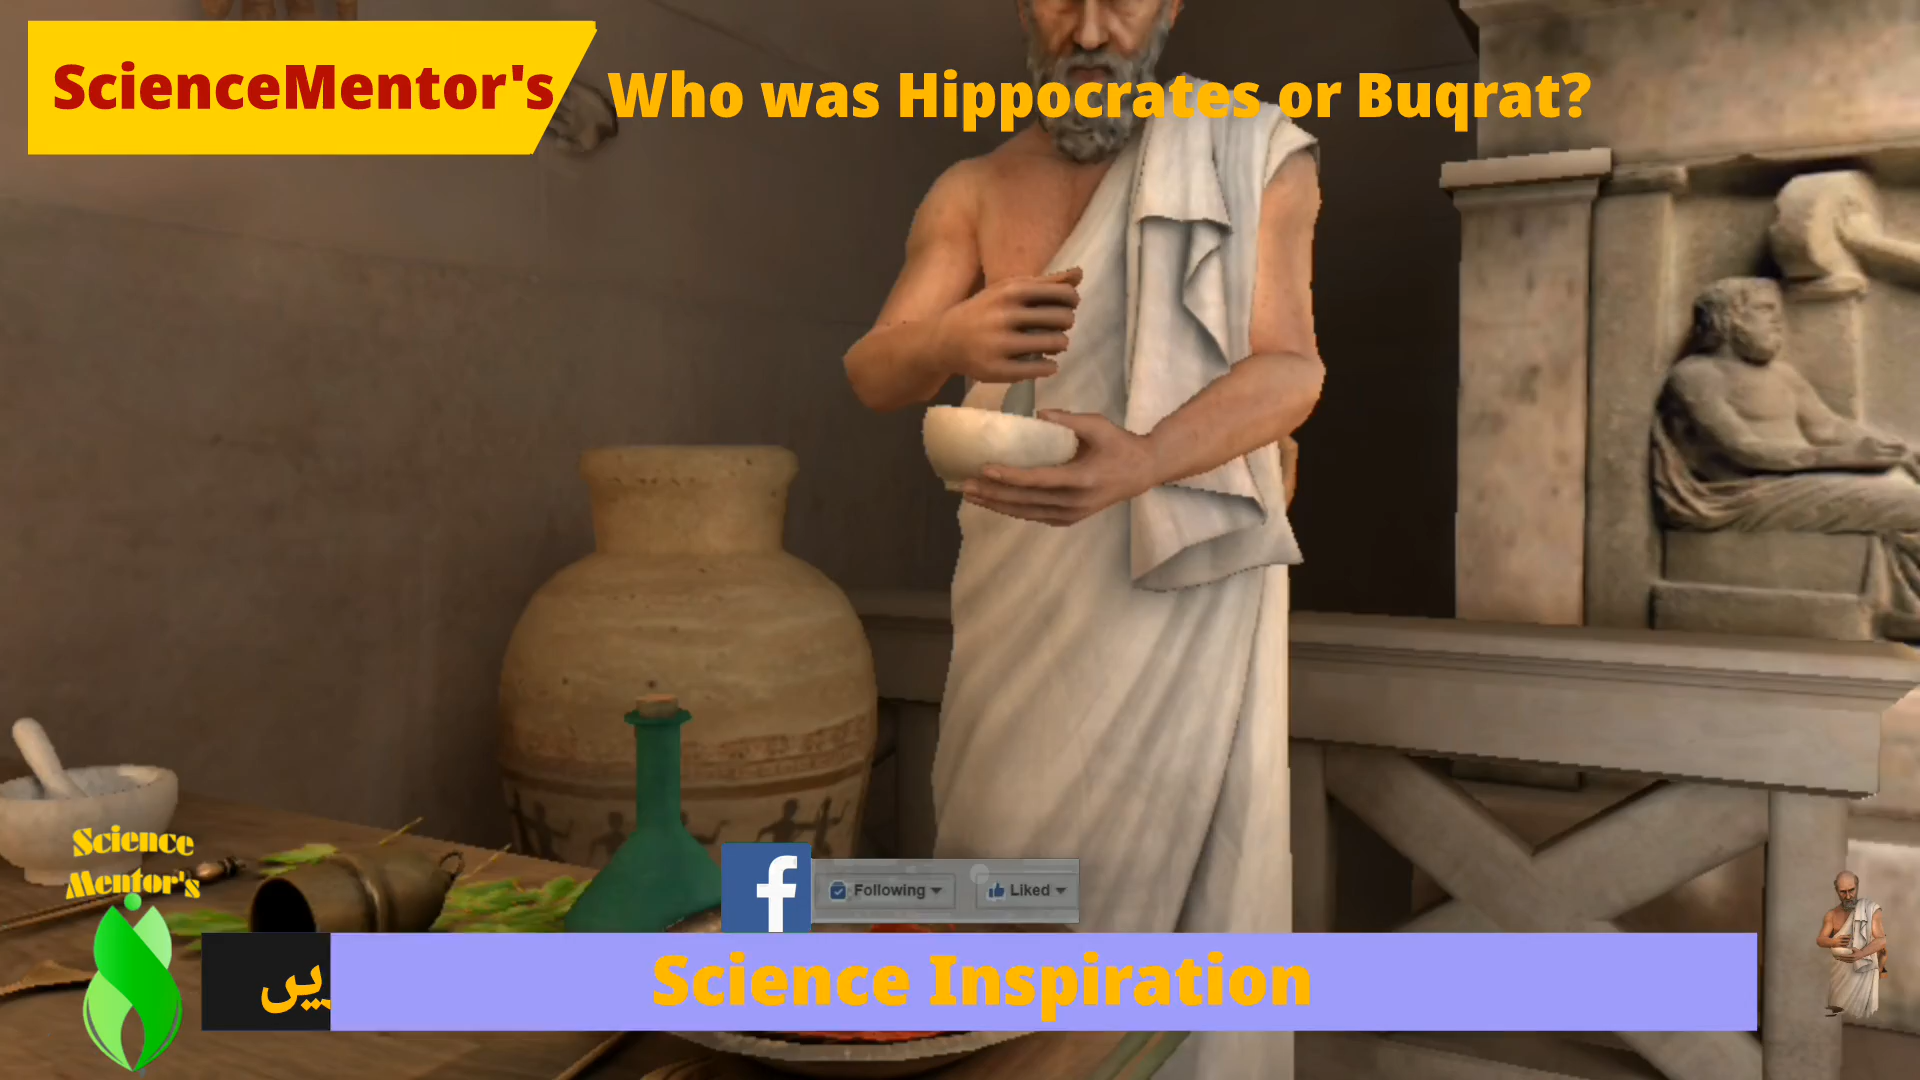 ScienceMentor's
Who was Hippocrates or Buqrat?
Following
Liked
Science
Mentor's
Science Inspiration